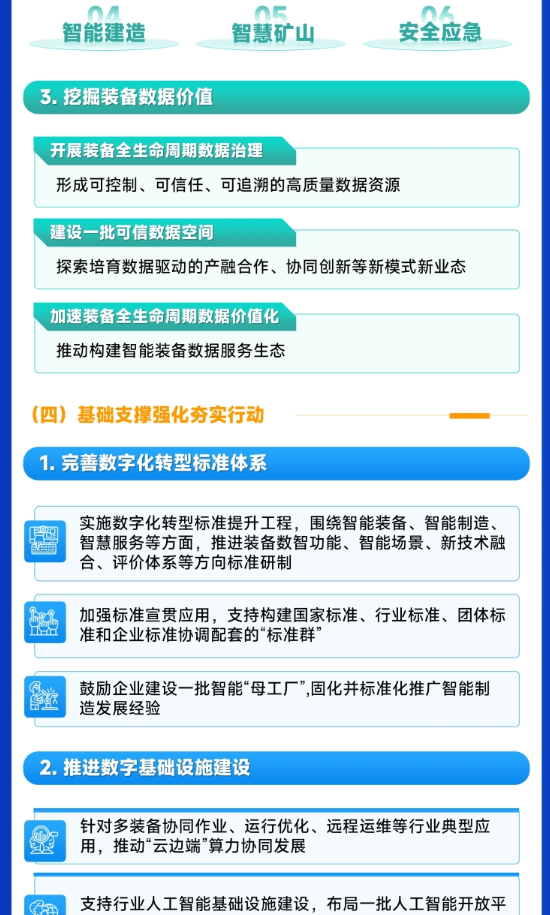 04 05 06
智能建造 智慧矿山 安全应急
3. 挖掘装备数据价值
开展装备全生命周期数据治理
形成可控制、可信任、可追溯的高质量数据资源
建设一批可信数据空间
探索培育数据驱动的产融合作、协同创新等新模式新业态
加速装备全生命周期数据价值化
推动构建智能装备数据服务生态
（四）基础支撑强化夯实行动
1. 完善数字化转型标准体系
实施数字化转型标准提升工程，围绕智能装备、智能制造、
智慧服务等方面，推进装备数智功能、智能场景、新技术融
合、评价体系等方向标准研制
加强标准宣贯应用，支持构建国家标准、行业标准、团体标
准和企业标准协调配套的“标准群”
鼓励企业建设一批智能“母工厂”,固化并标准化推广智能制
造发展经验
2. 推进数字基础设施建设
针对多装备协同作业、运行优化、远程运维等行业典型应
用，推动“云边端”算力协同发展
支持行业人工智能基础设施建设，布局一批人工智能开放平